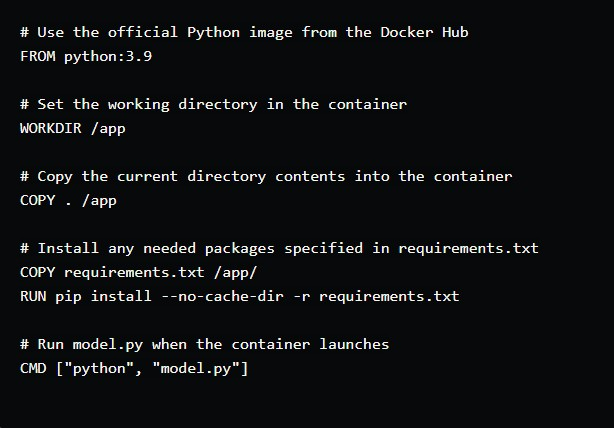 # Use the official Python image from the Docker Hub
FROM python:3.9
# Set the working directory in the container
WORKDIR /app
# Copy the current directory contents into the container
COPY . /app
# Install any needed packages specified in requirements.txt
COPY requirements.txt /app/
RUN pip install --no-cache-dir -r requirements.txt
# Run model.py when the container launches
CMD ["python", "model.py"]